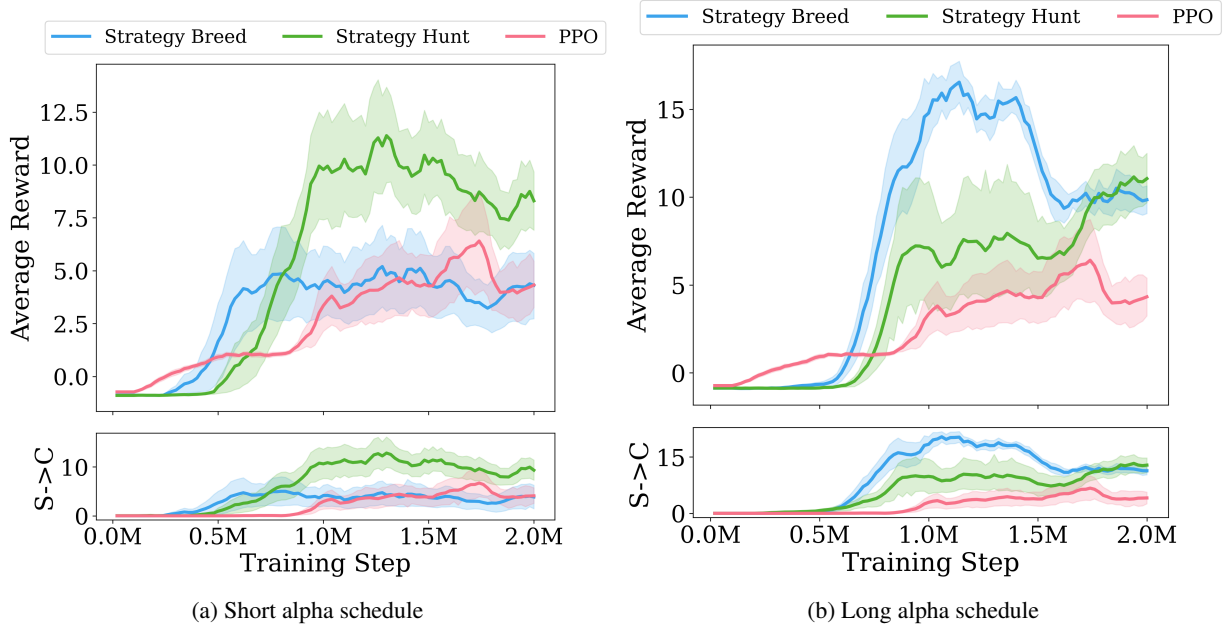 Strategy Breed Strategy Hunt PPO
Average Reward
12.5
10.0
7.5
5.0
2.5
0.0
S->C
10
0
0.0M 0.5M 1.0M 1.5M 2.0M
Training Step
(a) Short alpha schedule
Strategy Breed Strategy Hunt PPO
Average Reward
15
10
5
0
S->C
15
0
0.0M 0.5M 1.0M 1.5M 2.0M
Training Step
(b) Long alpha schedule